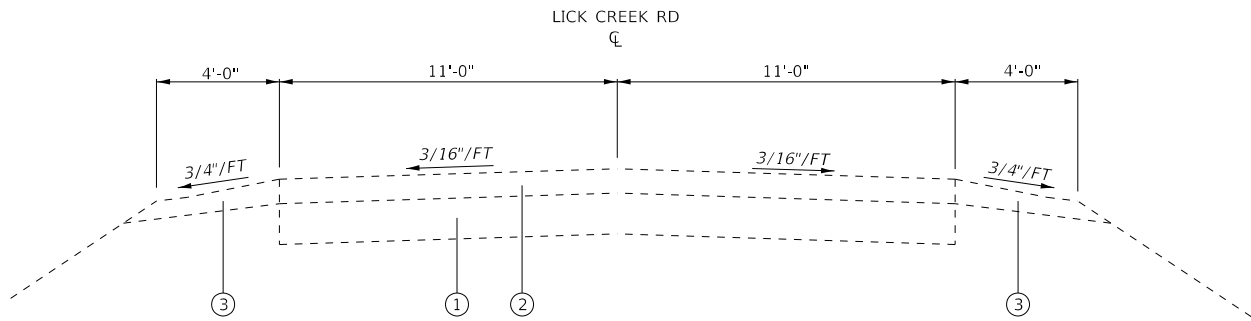 LICK CREEK RD
℄
4'-0" 11'-0" 11'-0" 4'-0"
3/4"/FT 3/16"/FT 3/16"/FT 3/4"/FT
3 1 2 3